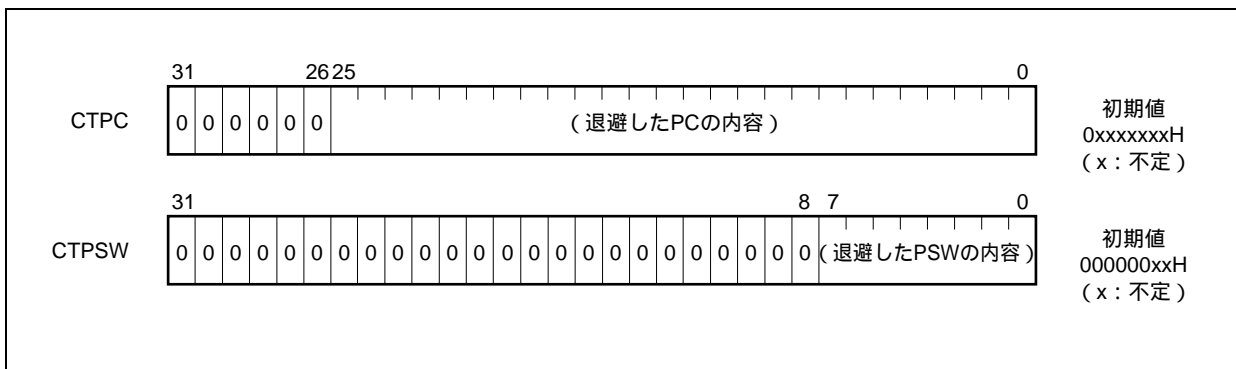 31 26 25 0
CTPC 0 0 0 0 0 0 (退避したPCの内容) 初期値
0xxxxxxxH
(x:不定)
31 8 7 0
CTPSW 0 0 0 0 0 0 0 0 0 0 0 0 0 0 0 0 0 0 0 0 0 0 0 0 (退避したPSWの内容) 初期値
000000xxH
(x:不定)